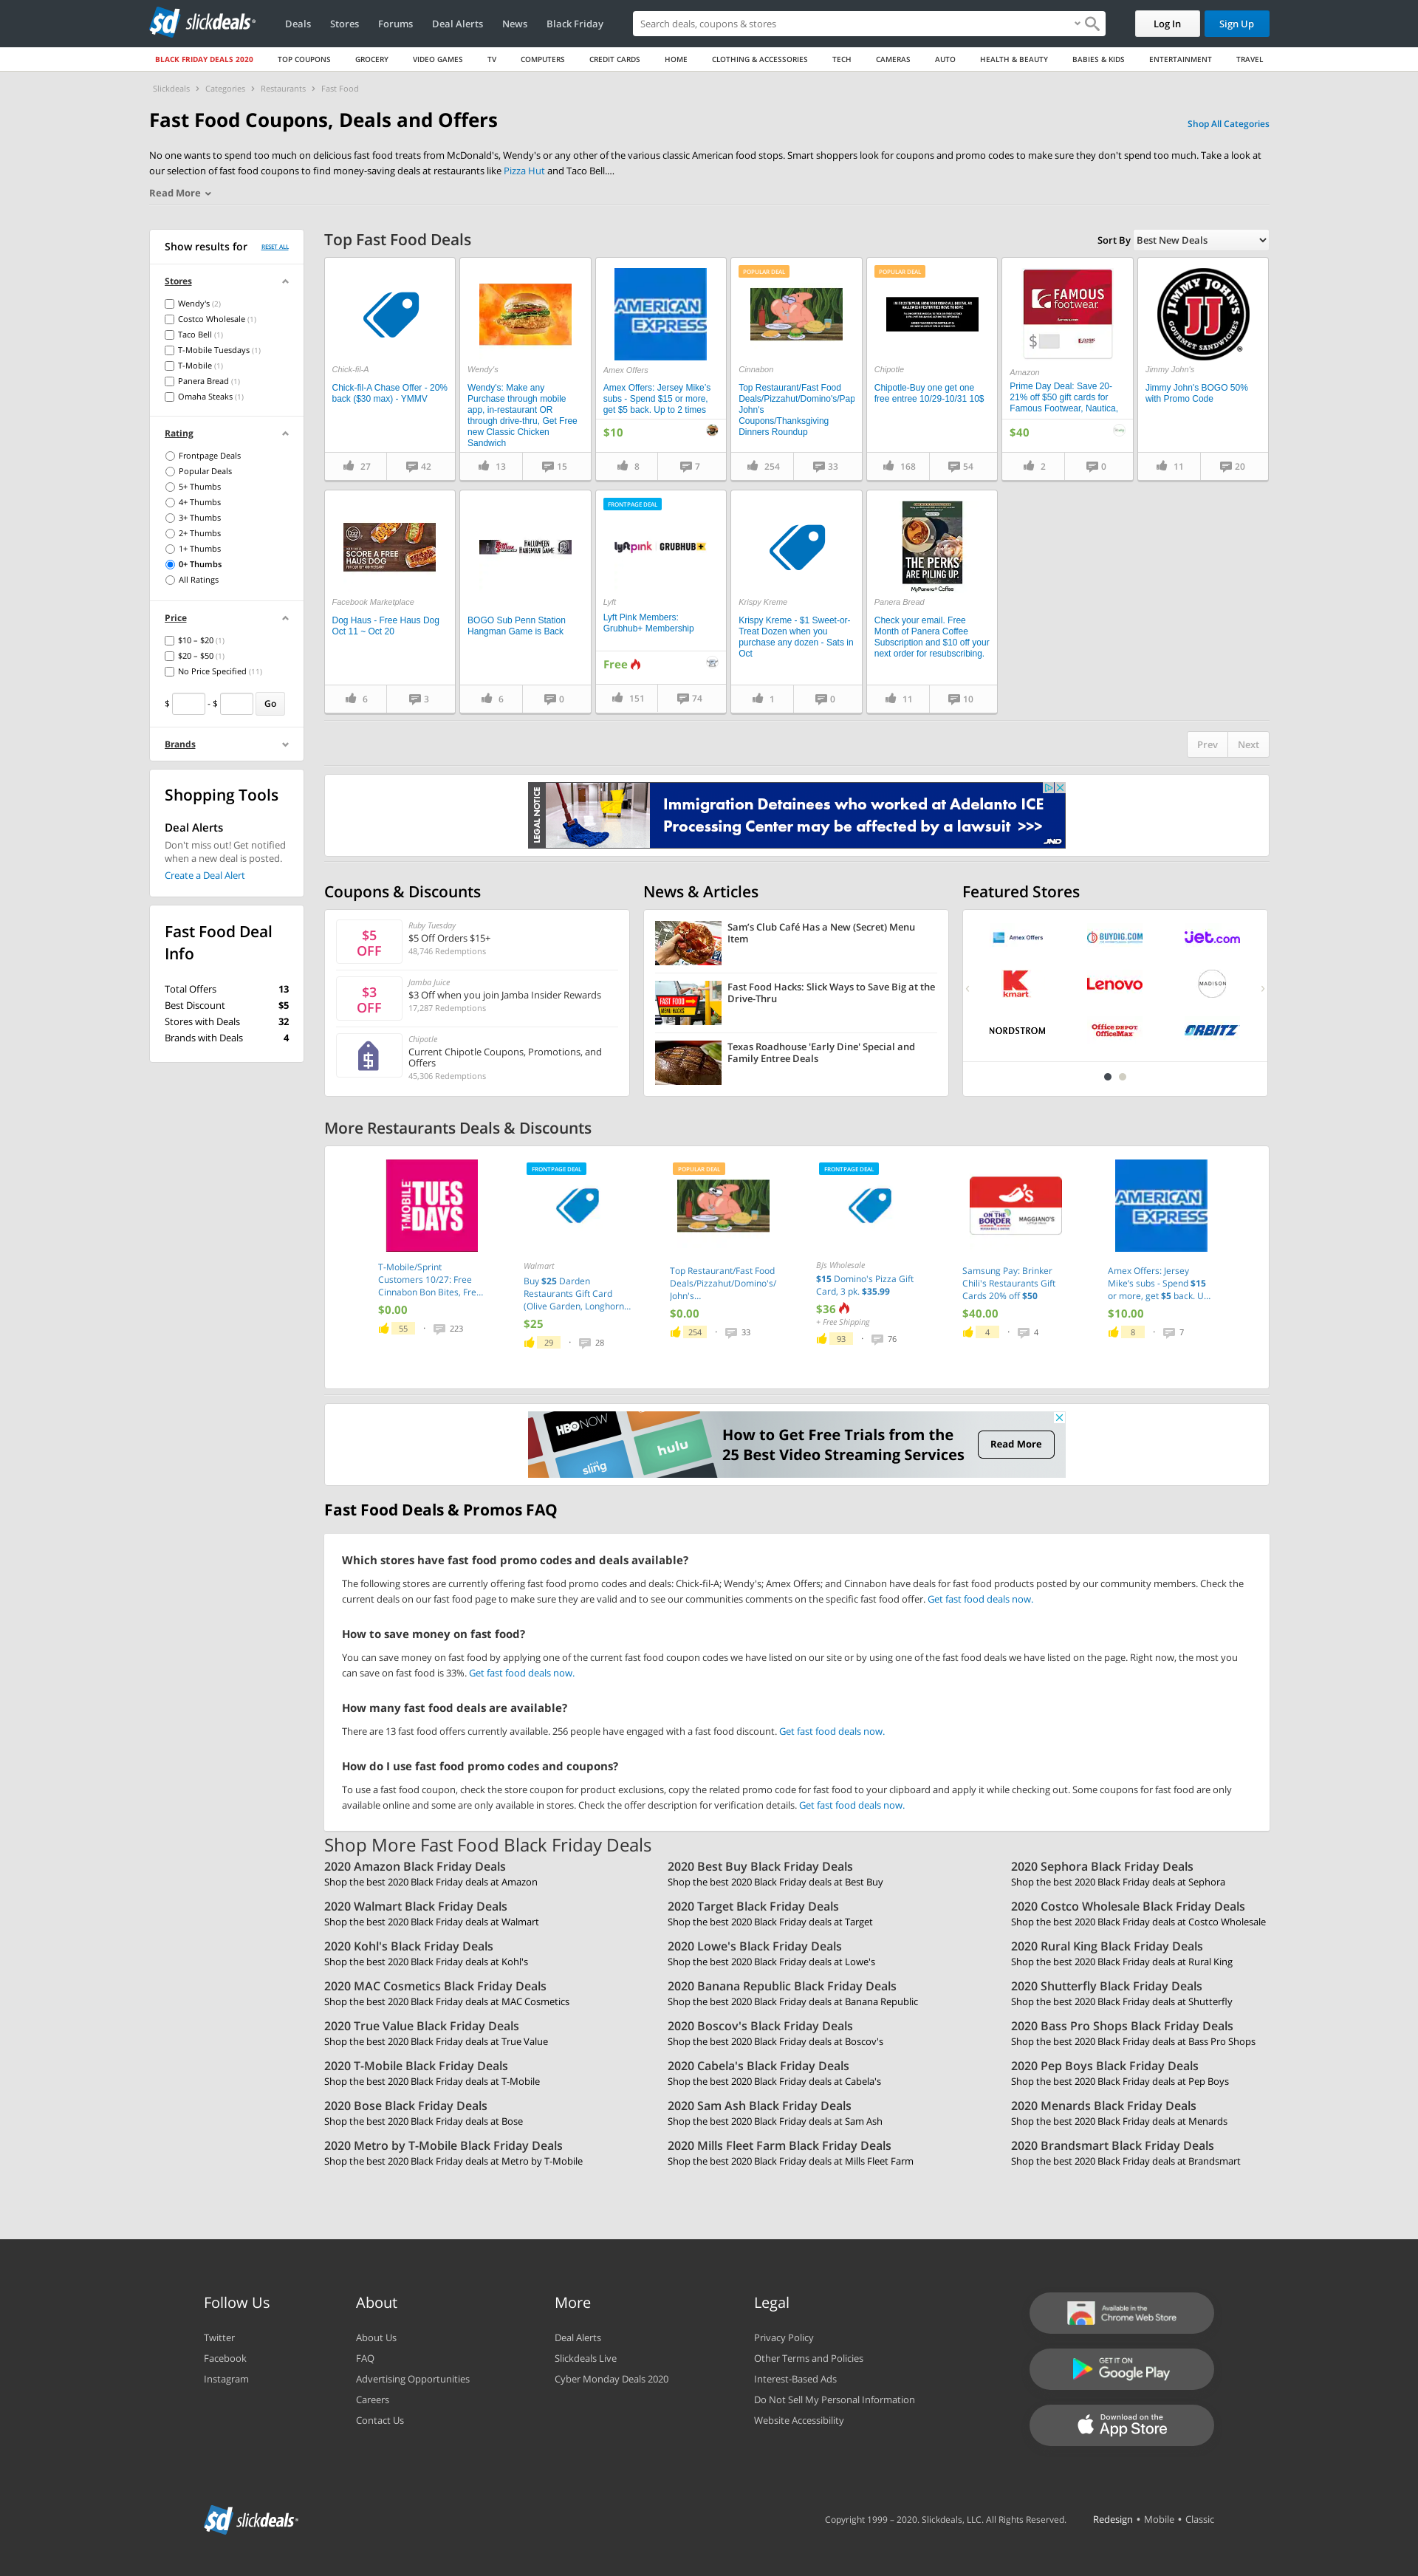 sd slickdeals
Deals Stores Forums Deal Alerts News Black Friday
Search deals, coupons & stores
Log In
Sign Up
BLACK FRIDAY DEALS 2020 TOP COUPONS GROCERY VIDEO GAMES TV COMPUTERS CREDIT CARDS HOME CLOTHING & ACCESSORIES TECH CAMERAS AUTO HEALTH & BEAUTY BABIES & KIDS ENTERTAINMENT TRAVEL
Slickdeals › Categories › Restaurants › Fast Food
Fast Food Coupons, Deals and Offers
Shop All Categories
No one wants to spend too much on delicious fast food treats from McDonald's, Wendy's or any other of the various classic American food stops. Smart shoppers look for coupons and promo codes to make sure they don't spend too much. Take a look at
our selection of fast food coupons to find money-saving deals at restaurants like Pizza Hut and Taco Bell....
Read More
Show results for
RESET ALL
Stores
Wendy's (2)
Costco Wholesale (1)
Taco Bell (1)
T-Mobile Tuesdays (1)
T-Mobile (1)
Panera Bread (1)
Omaha Steaks (1)
Rating
Frontpage Deals
Popular Deals
5+ Thumbs
4+ Thumbs
3+ Thumbs
2+ Thumbs
1+ Thumbs
0+ Thumbs
All Ratings
Price
$10 – $20 (1)
$20 – $50 (1)
No Price Specified (11)
$ - $ Go
Brands
Shopping Tools
Deal Alerts
Don't miss out! Get notified
when a new deal is posted.
Create a Deal Alert
Fast Food Deal
Info
Total Offers 13
Best Discount $5
Stores with Deals 32
Brands with Deals 4
Top Fast Food Deals
Sort By Best New Deals
Chick-fil-A
Chick-fil-A Chase Offer - 20%
back ($30 max) - YMMV
27 42
Wendy's
Wendy's: Make any
Purchase through mobile
app, in-restaurant OR
through drive-thru, Get Free
new Classic Chicken
Sandwich
13 15
AMERICAN
EXPRESS
Amex Offers
Amex Offers: Jersey Mike's
subs - Spend $15 or more,
get $5 back. Up to 2 times
$10
8 7
POPULAR DEAL
Cinnabon
Top Restaurant/Fast Food
Deals/Pizzahut/Domino's/Pap
John's
Coupons/Thanksgiving
Dinners Roundup
254 33
POPULAR DEAL
Chipotle
Chipotle-Buy one get one
free entree 10/29-10/31 10$
168 54
FAMOUS
footwear.
$
Amazon
Prime Day Deal: Save 20-
21% off $50 gift cards for
Famous Footwear, Nautica,
$40
2 0
JIMMY JOHN'S
JJ
GOURMET SANDWICHES
Jimmy John's
Jimmy John's BOGO 50%
with Promo Code
11 20
SCORE A FREE
HAUS DOG
Facebook Marketplace
Dog Haus - Free Haus Dog
Oct 11 ~ Oct 20
6 3
HALLOWEEN
HANGMAN GAME
BOGO Sub Penn Station
Hangman Game is Back
6 0
FRONTPAGE DEAL
lyft pink GRUBHUB+
Lyft
Lyft Pink Members:
Grubhub+ Membership
Free
151 74
Krispy Kreme
Krispy Kreme - $1 Sweet-or-
Treat Dozen when you
purchase any dozen - Sats in
Oct
1 0
THE PERKS
ARE PILING UP.
MyPanera+ Coffee
Panera Bread
Check your email. Free
Month of Panera Coffee
Subscription and $10 off your
next order for resubscribing.
11 10
Prev Next
LEGAL NOTICE
Immigration Detainees who worked at Adelanto ICE
Processing Center may be affected by a lawsuit >>>
JND
Coupons & Discounts
$5
OFF
Ruby Tuesday
$5 Off Orders $15+
48,746 Redemptions
$3
OFF
Jamba Juice
$3 Off when you join Jamba Insider Rewards
17,287 Redemptions
$
Chipotle
Current Chipotle Coupons, Promotions, and
Offers
45,306 Redemptions
News & Articles
Sam's Club Café Has a New (Secret) Menu
Item
FAST FOOD
MENU HACKS
Fast Food Hacks: Slick Ways to Save Big at the
Drive-Thru
Texas Roadhouse 'Early Dine' Special and
Family Entree Deals
Featured Stores
Amex Offers BUYDIG.COM jet.com
kmart Lenovo MADISON
NORDSTROM Office DEPOT OfficeMax ORBITZ
More Restaurants Deals & Discounts
T-MOBILE
TUES
DAYS
T-Mobile/Sprint
Customers 10/27: Free
Cinnabon Bon Bites, Fre...
$0.00
55 · 223
FRONTPAGE DEAL
Walmart
Buy $25 Darden
Restaurants Gift Card
(Olive Garden, Longhorn...
$25
29 · 28
POPULAR DEAL
Top Restaurant/Fast Food
Deals/Pizzahut/Domino's/
John's...
$0.00
254 · 33
FRONTPAGE DEAL
BJs Wholesale
$15 Domino's Pizza Gift
Card, 3 pk. $35.99
$36
+ Free Shipping
93 · 76
ON THE BORDER
MAGGIANO'S
Samsung Pay: Brinker
Chili's Restaurants Gift
Cards 20% off $50
$40.00
4 · 4
AMERICAN
EXPRESS
Amex Offers: Jersey
Mike's subs - Spend $15
or more, get $5 back. U...
$10.00
8 · 7
HBO NOW
hulu
sling
How to Get Free Trials from the
25 Best Video Streaming Services
Read More
Fast Food Deals & Promos FAQ
Which stores have fast food promo codes and deals available?
The following stores are currently offering fast food promo codes and deals: Chick-fil-A; Wendy's; Amex Offers; and Cinnabon have deals for fast food products posted by our community members. Check the
current deals on our fast food page to make sure they are valid and to see our communities comments on the specific fast food offer. Get fast food deals now.
How to save money on fast food?
You can save money on fast food by applying one of the current fast food coupon codes we have listed on our site or by using one of the fast food deals we have listed on the page. Right now, the most you
can save on fast food is 33%. Get fast food deals now.
How many fast food deals are available?
There are 13 fast food offers currently available. 256 people have engaged with a fast food discount. Get fast food deals now.
How do I use fast food promo codes and coupons?
To use a fast food coupon, check the store coupon for product exclusions, copy the related promo code for fast food to your clipboard and apply it while checking out. Some coupons for fast food are only
available online and some are only available in stores. Check the offer description for verification details. Get fast food deals now.
Shop More Fast Food Black Friday Deals
2020 Amazon Black Friday Deals 2020 Best Buy Black Friday Deals 2020 Sephora Black Friday Deals
Shop the best 2020 Black Friday deals at Amazon Shop the best 2020 Black Friday deals at Best Buy Shop the best 2020 Black Friday deals at Sephora
2020 Walmart Black Friday Deals 2020 Target Black Friday Deals 2020 Costco Wholesale Black Friday Deals
Shop the best 2020 Black Friday deals at Walmart Shop the best 2020 Black Friday deals at Target Shop the best 2020 Black Friday deals at Costco Wholesale
2020 Kohl's Black Friday Deals 2020 Lowe's Black Friday Deals 2020 Rural King Black Friday Deals
Shop the best 2020 Black Friday deals at Kohl's Shop the best 2020 Black Friday deals at Lowe's Shop the best 2020 Black Friday deals at Rural King
2020 MAC Cosmetics Black Friday Deals 2020 Banana Republic Black Friday Deals 2020 Shutterfly Black Friday Deals
Shop the best 2020 Black Friday deals at MAC Cosmetics Shop the best 2020 Black Friday deals at Banana Republic Shop the best 2020 Black Friday deals at Shutterfly
2020 True Value Black Friday Deals 2020 Boscov's Black Friday Deals 2020 Bass Pro Shops Black Friday Deals
Shop the best 2020 Black Friday deals at True Value Shop the best 2020 Black Friday deals at Boscov's Shop the best 2020 Black Friday deals at Bass Pro Shops
2020 T-Mobile Black Friday Deals 2020 Cabela's Black Friday Deals 2020 Pep Boys Black Friday Deals
Shop the best 2020 Black Friday deals at T-Mobile Shop the best 2020 Black Friday deals at Cabela's Shop the best 2020 Black Friday deals at Pep Boys
2020 Bose Black Friday Deals 2020 Sam Ash Black Friday Deals 2020 Menards Black Friday Deals
Shop the best 2020 Black Friday deals at Bose Shop the best 2020 Black Friday deals at Sam Ash Shop the best 2020 Black Friday deals at Menards
2020 Metro by T-Mobile Black Friday Deals 2020 Mills Fleet Farm Black Friday Deals 2020 Brandsmart Black Friday Deals
Shop the best 2020 Black Friday deals at Metro by T-Mobile Shop the best 2020 Black Friday deals at Mills Fleet Farm Shop the best 2020 Black Friday deals at Brandsmart
Follow Us
Twitter
Facebook
Instagram
About
About Us
FAQ
Advertising Opportunities
Careers
Contact Us
More
Deal Alerts
Slickdeals Live
Cyber Monday Deals 2020
Legal
Privacy Policy
Other Terms and Policies
Interest-Based Ads
Do Not Sell My Personal Information
Website Accessibility
Available in the
Chrome Web Store
GET IT ON
Google Play
Download on the
App Store
sd slickdeals
Copyright 1999 – 2020. Slickdeals, LLC. All Rights Reserved. Redesign • Mobile • Classic